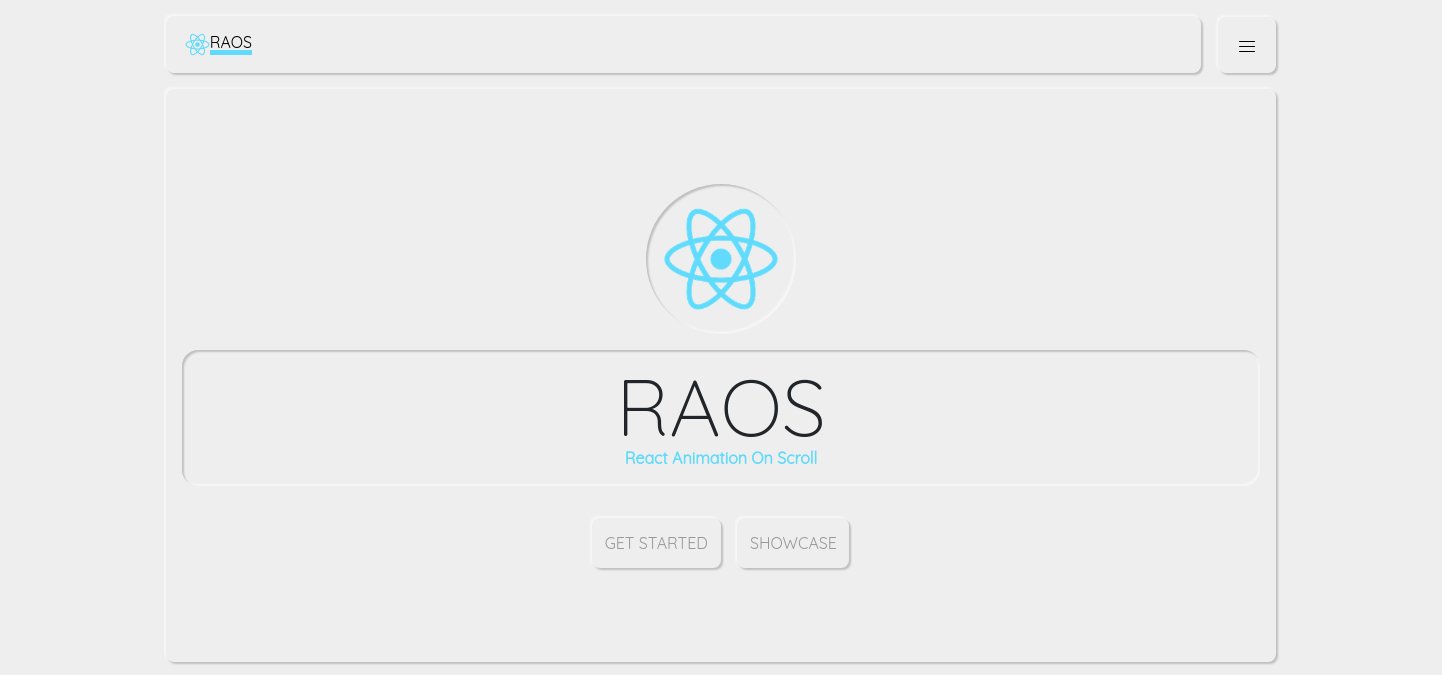 RAOS
RAOS
React Animation On Scroll
GET STARTED
SHOWCASE